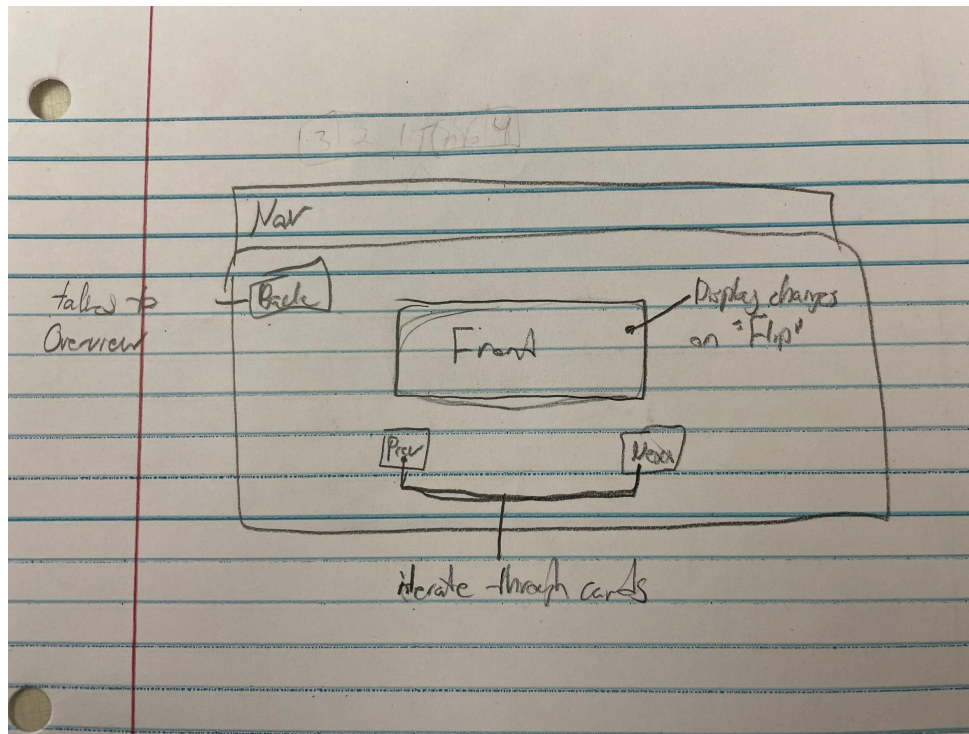 Nav
Back
takes to
Overview
Front
Display changes
on "Flip"
Prev
Next
iterate through cards